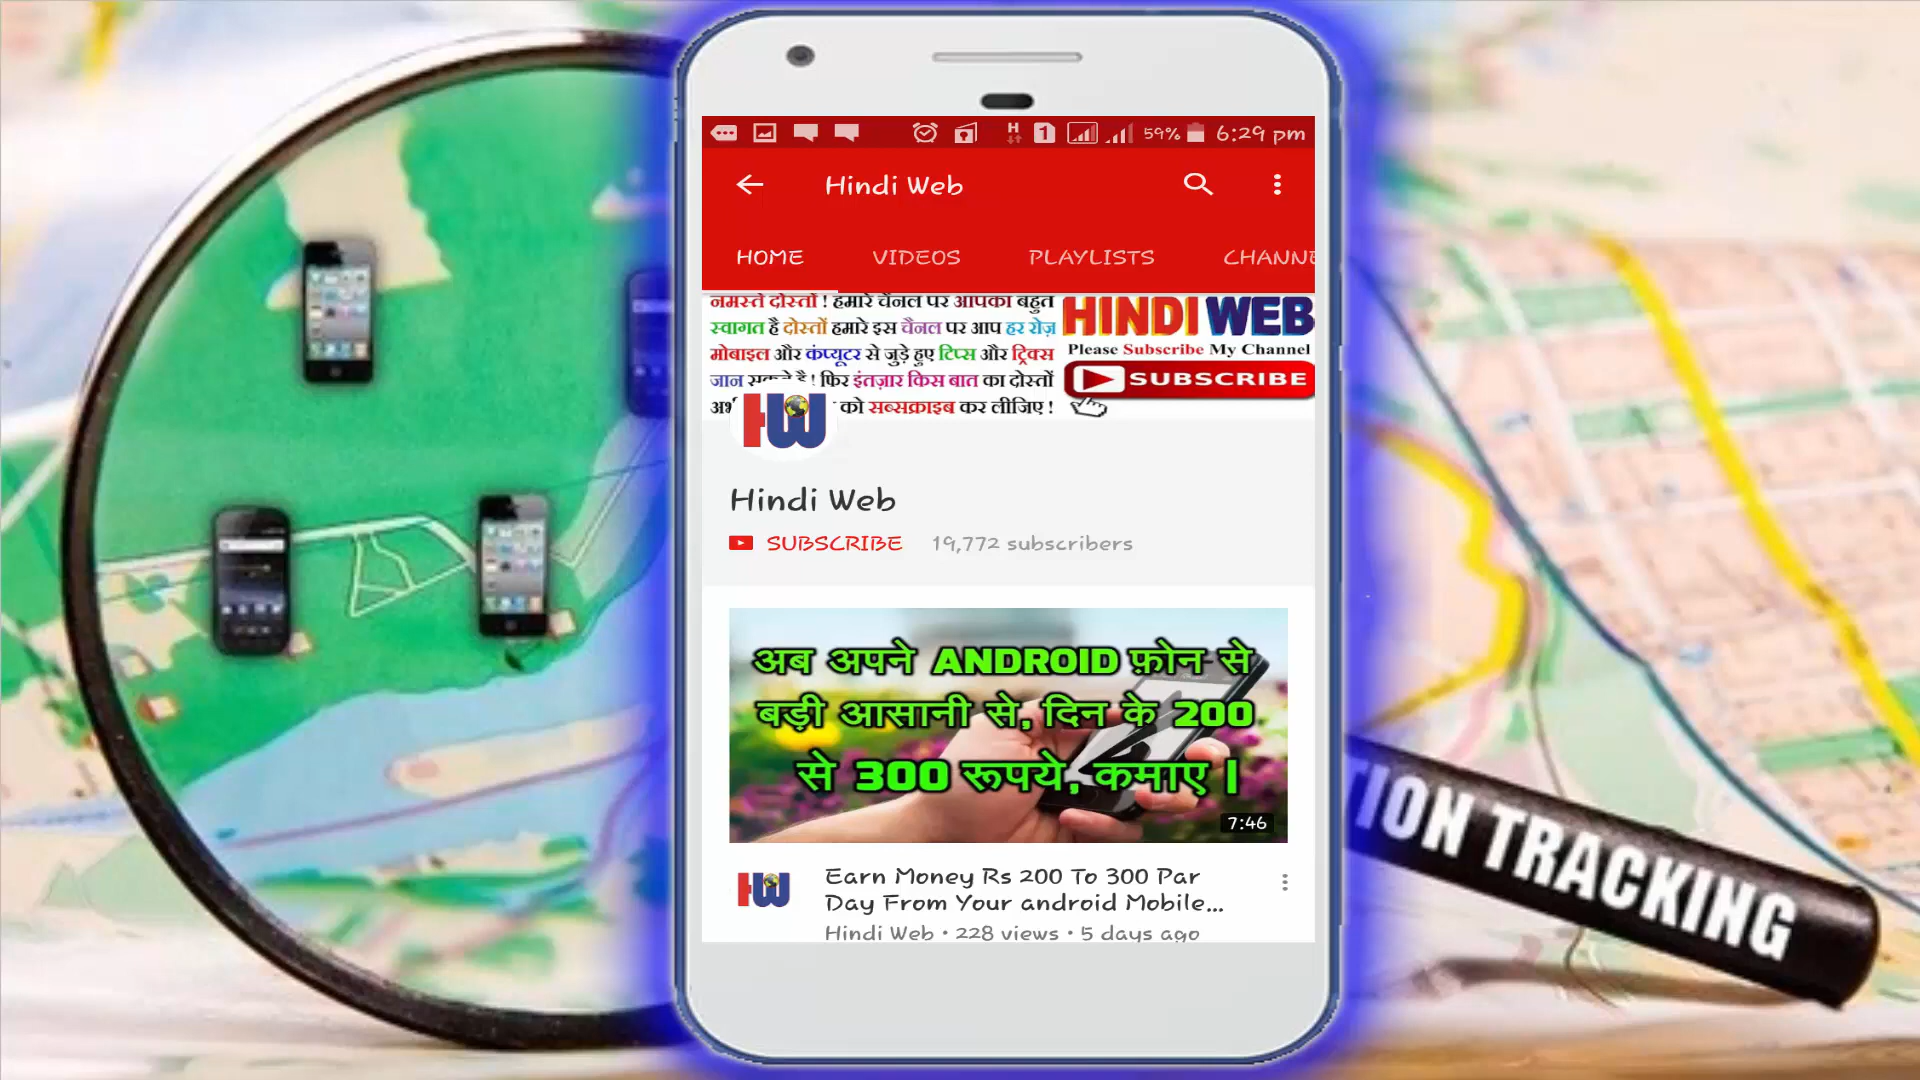 59% 6:29 pm
Hindi Web
HOME VIDEOS PLAYLISTS CHANNE
नमस्ते दोस्तों ! हमारे चैनल पर आपका बहुत
स्वागत है दोस्तों हमारे इस चैनल पर आप हर रोज़
मोबाइल और कंप्यूटर से जुड़े हुए टिप्स और ट्रिक्स
जान ! फिर इंतज़ार किस बात का दोस्तों
को सब्सक्राइब कर लीजिए !
HINDI WEB
Please Subscribe My Channel
SUBSCRIBE
HW
Hindi Web
SUBSCRIBE 19,772 subscribers
अब अपने ANDROID फ़ोन से
बड़ी आसानी से, दिन के 200
से 300 रूपये, कमाए |
7:46
HW
Earn Money Rs 200 To 300 Par
Day From Your android Mobile...
Hindi Web • 228 views • 5 days ago
TION TRACKING